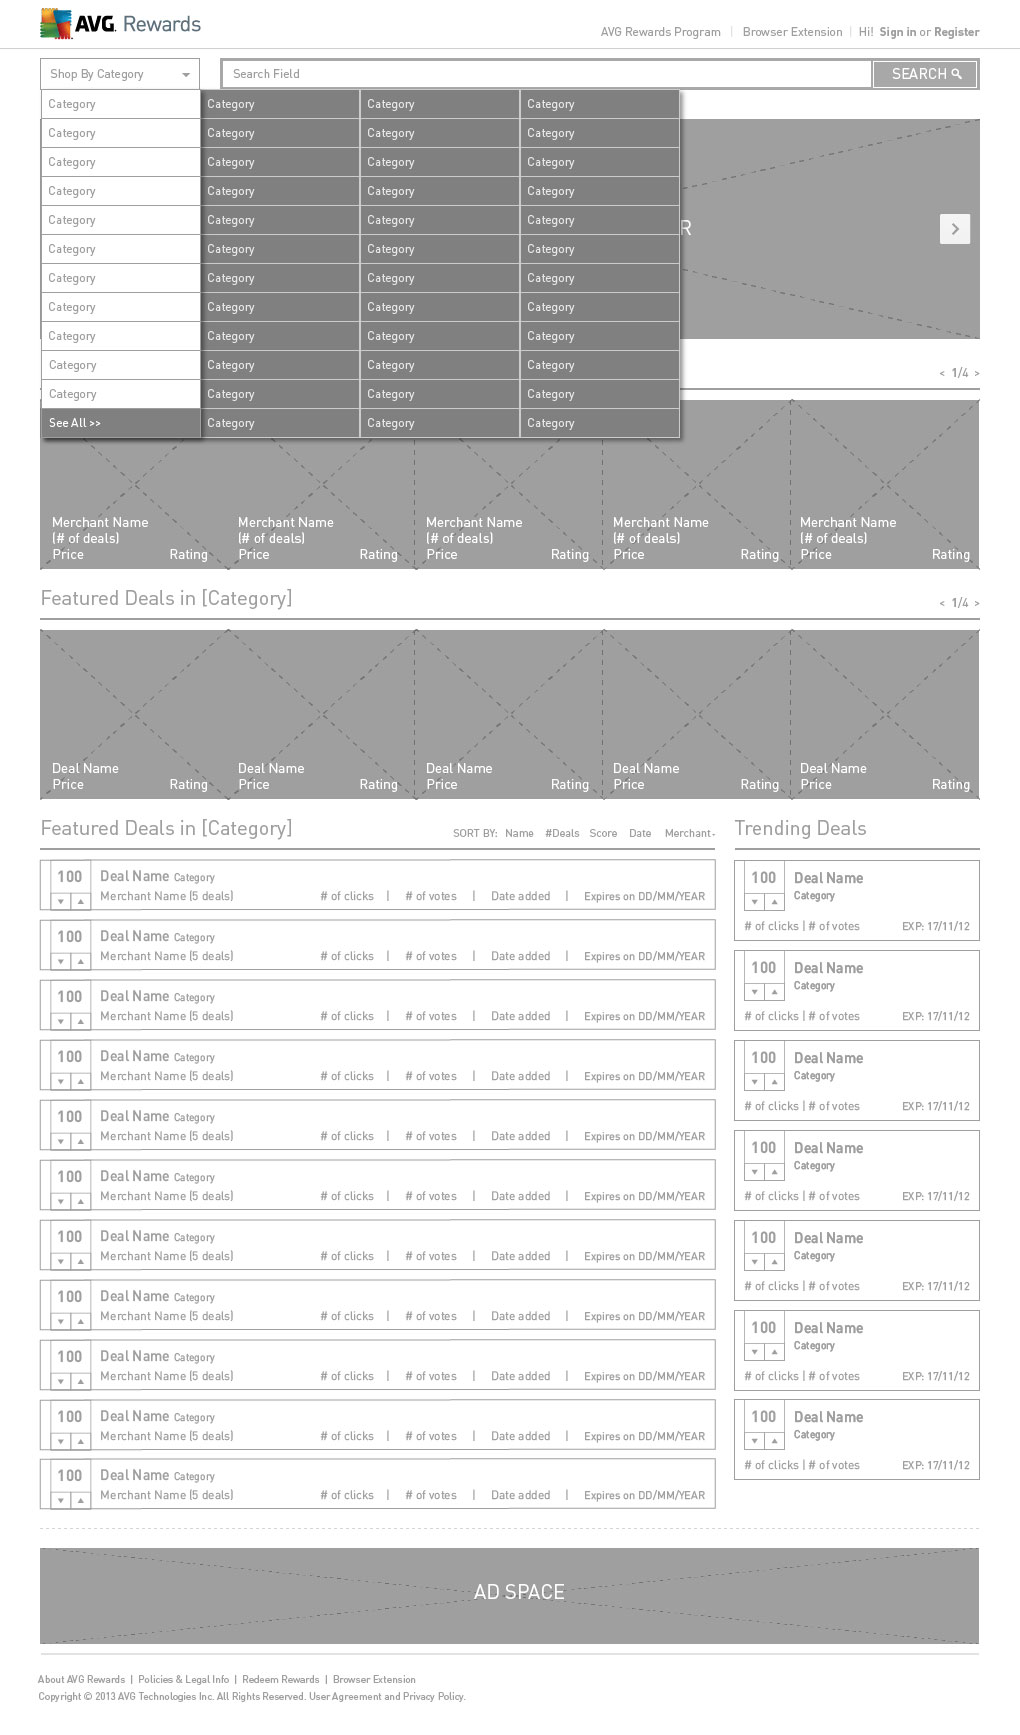 AVG. Rewards
AVG Rewards Program | Browser Extension | Hi! Sign in or Register
Shop By Category Search Field SEARCH
Category Category Category Category
Category Category Category Category
Category Category Category Category
Category Category Category Category
Category Category Category Category
Category Category Category Category
Category Category Category Category
Category Category Category Category
Category Category Category Category
Category Category Category Category
Category Category Category Category
See All >> Category Category Category
R
< 1/4 >
Merchant Name Merchant Name Merchant Name Merchant Name Merchant Name
(# of deals) (# of deals) (# of deals) (# of deals) (# of deals)
Price Rating Price Rating Price Rating Price Rating Price Rating
Featured Deals in [Category] < 1/4 >
Deal Name Deal Name Deal Name Deal Name Deal Name
Price Rating Price Rating Price Rating Price Rating Price Rating
Featured Deals in [Category] SORT BY: Name #Deals Score Date Merchant
100 Deal Name Category
Merchant Name (5 deals) # of clicks | # of votes | Date added | Expires on DD/MM/YEAR
100 Deal Name Category
Merchant Name (5 deals) # of clicks | # of votes | Date added | Expires on DD/MM/YEAR
100 Deal Name Category
Merchant Name (5 deals) # of clicks | # of votes | Date added | Expires on DD/MM/YEAR
100 Deal Name Category
Merchant Name (5 deals) # of clicks | # of votes | Date added | Expires on DD/MM/YEAR
100 Deal Name Category
Merchant Name (5 deals) # of clicks | # of votes | Date added | Expires on DD/MM/YEAR
100 Deal Name Category
Merchant Name (5 deals) # of clicks | # of votes | Date added | Expires on DD/MM/YEAR
100 Deal Name Category
Merchant Name (5 deals) # of clicks | # of votes | Date added | Expires on DD/MM/YEAR
100 Deal Name Category
Merchant Name (5 deals) # of clicks | # of votes | Date added | Expires on DD/MM/YEAR
100 Deal Name Category
Merchant Name (5 deals) # of clicks | # of votes | Date added | Expires on DD/MM/YEAR
100 Deal Name Category
Merchant Name (5 deals) # of clicks | # of votes | Date added | Expires on DD/MM/YEAR
100 Deal Name Category
Merchant Name (5 deals) # of clicks | # of votes | Date added | Expires on DD/MM/YEAR
Trending Deals
100 Deal Name
Category
# of clicks | # of votes EXP: 17/11/12
100 Deal Name
Category
# of clicks | # of votes EXP: 17/11/12
100 Deal Name
Category
# of clicks | # of votes EXP: 17/11/12
100 Deal Name
Category
# of clicks | # of votes EXP: 17/11/12
100 Deal Name
Category
# of clicks | # of votes EXP: 17/11/12
100 Deal Name
Category
# of clicks | # of votes EXP: 17/11/12
100 Deal Name
Category
# of clicks | # of votes EXP: 17/11/12
AD SPACE
About AVG Rewards | Policies & Legal Info | Redeem Rewards | Browser Extension
Copyright © 2013 AVG Technologies Inc. All Rights Reserved. User Agreement and Privacy Policy.